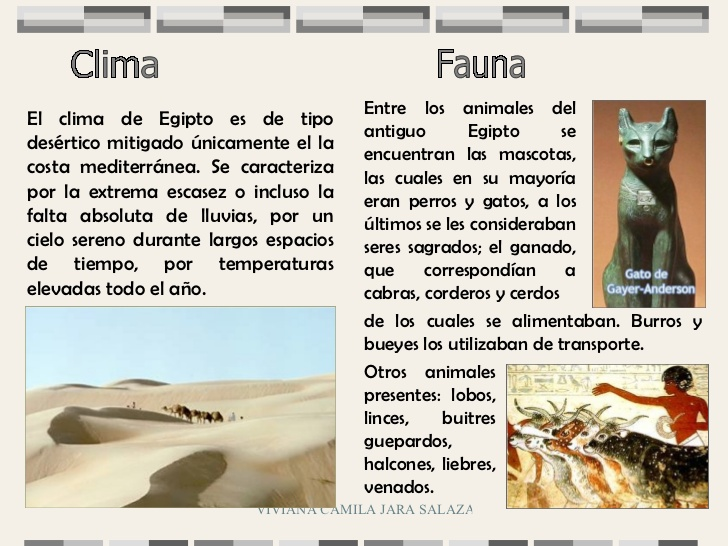 Clima
El clima de Egipto es de tipo
desértico mitigado únicamente el la
costa mediterránea. Se caracteriza
por la extrema escasez o incluso la
falta absoluta de lluvias, por un
cielo sereno durante largos espacios
de tiempo, por temperaturas
elevadas todo el año.
Fauna
Entre los animales del
antiguo Egipto se
encuentran las mascotas,
las cuales en su mayoría
eran perros y gatos, a los
últimos se les consideraban
seres sagrados; el ganado,
que correspondían a
cabras, corderos y cerdos
de los cuales se alimentaban. Burros y
bueyes los utilizaban de transporte.
Otros animales
presentes: lobos,
linces, buitres
guepardos,
halcones, liebres,
venados.
Gato de
Gayer-Anderson
VIVIANA CAMILA JARA SALAZA